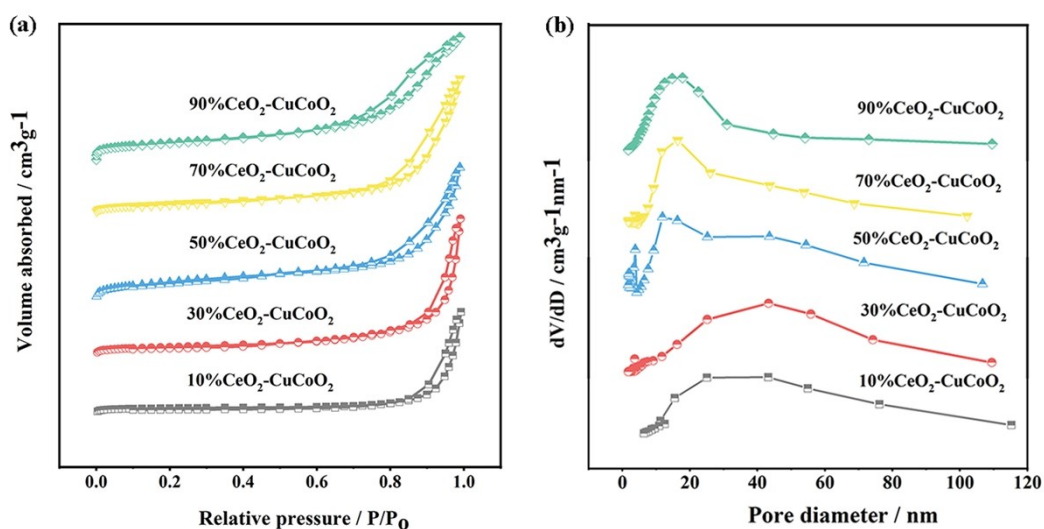 (a)
Volume absorbed / cm3g-1
90%CeO2-CuCoO2
70%CeO2-CuCoO2
50%CeO2-CuCoO2
30%CeO2-CuCoO2
10%CeO2-CuCoO2
0.0 0.2 0.4 0.6 0.8 1.0
Relative pressure / P/P0
(b)
dV/dD / cm3g-1nm-1
90%CeO2-CuCoO2
70%CeO2-CuCoO2
50%CeO2-CuCoO2
30%CeO2-CuCoO2
10%CeO2-CuCoO2
0 20 40 60 80 100 120
Pore diameter / nm